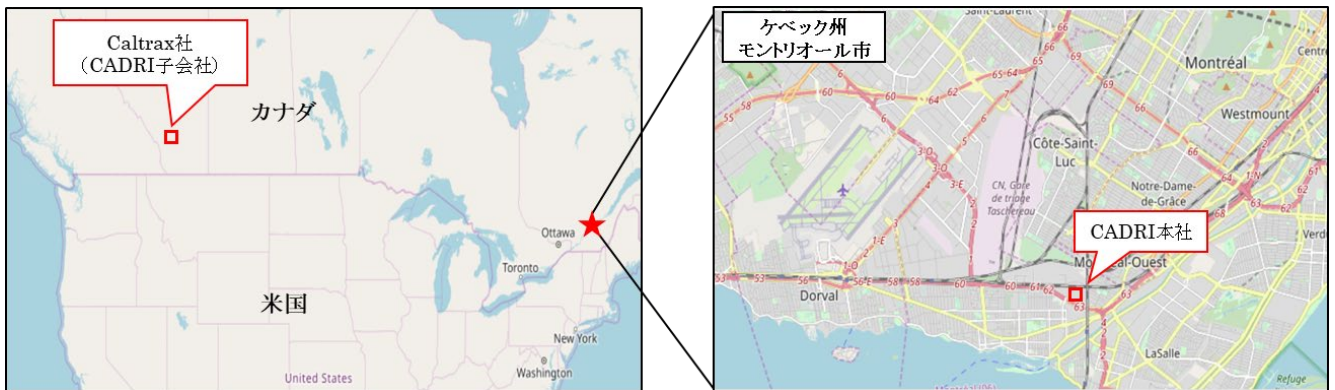 Caltrax社
（CADRI子会社）
カナダ
米国
Ottawa
Toronto
New York
Washington
United States
ケベック州
モントリオール市
Montréal
Westmount
Côte-Saint-
Luc
CN, Gare
de triage
Taschereau
Notre-Dame-
de-Grâce
CADRI本社
Montréal-Ouest
Dorval
LaSalle
Refuge